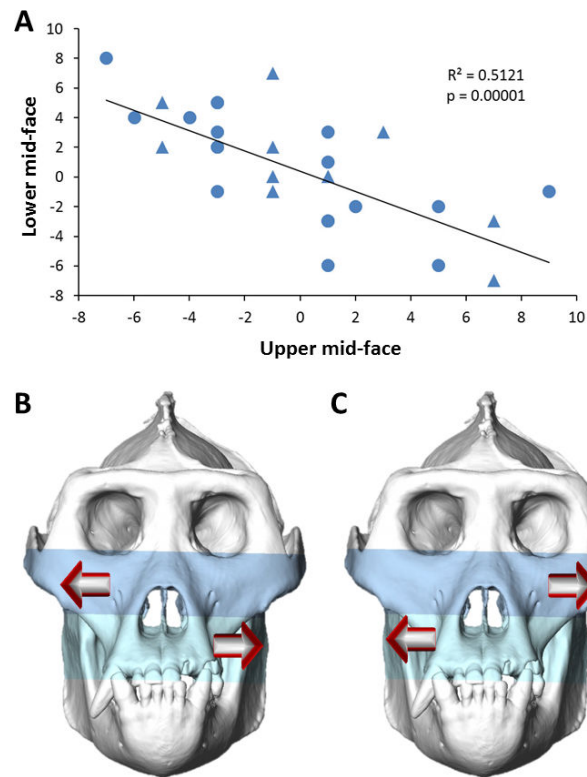 A
10
8
6
4
2
0
-2
-4
-6
-8
Lower mid-face
R² = 0.5121
p = 0.00001
-8 -6 -4 -2 0 2 4 6 8 10
Upper mid-face
B
C